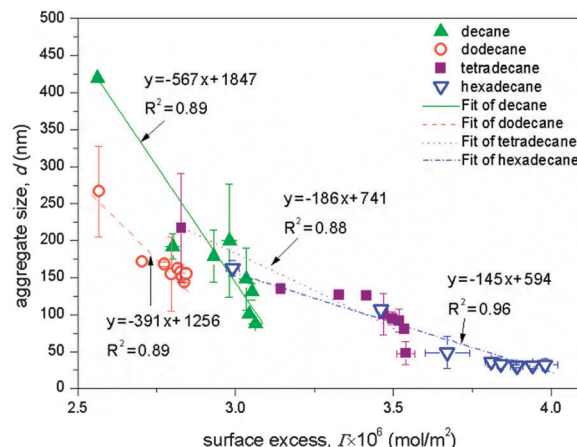 500
450
400
350
300
250
200
150
100
50
0
aggregate size, d (nm)
2.5
3.0
3.5
4.0
surface excess, Γ×10⁶ (mol/m²)
decane
dodecane
tetradecane
hexadecane
Fit of decane
Fit of dodecane
Fit of tetradecane
Fit of hexadecane
y=-567x+1847
R²=0.89
y=-186x+741
R²=0.88
y=-145x+594
R²=0.96
y=-391x+1256
R²=0.89